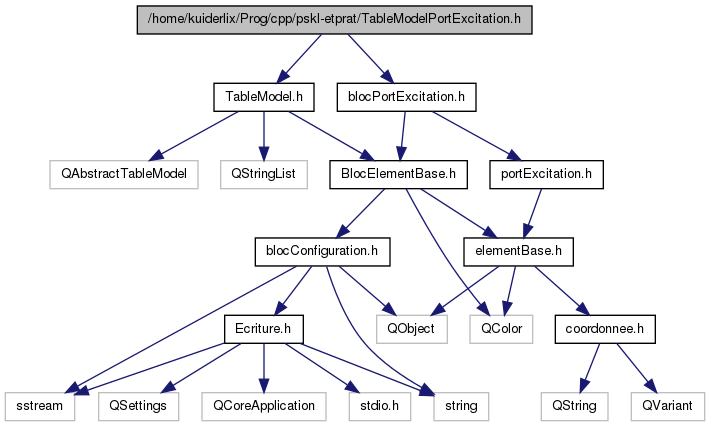 /home/kuiderlix/Prog/cpp/pskl-etprat/TableModelPortExcitation.h
TableModel.h
blocPortExcitation.h
QAbstractTableModel
QStringList
BlocElementBase.h
portExcitation.h
blocConfiguration.h
elementBase.h
Ecriture.h
QObject
QColor
coordonnee.h
sstream
QSettings
QCoreApplication
stdio.h
string
QString
QVariant